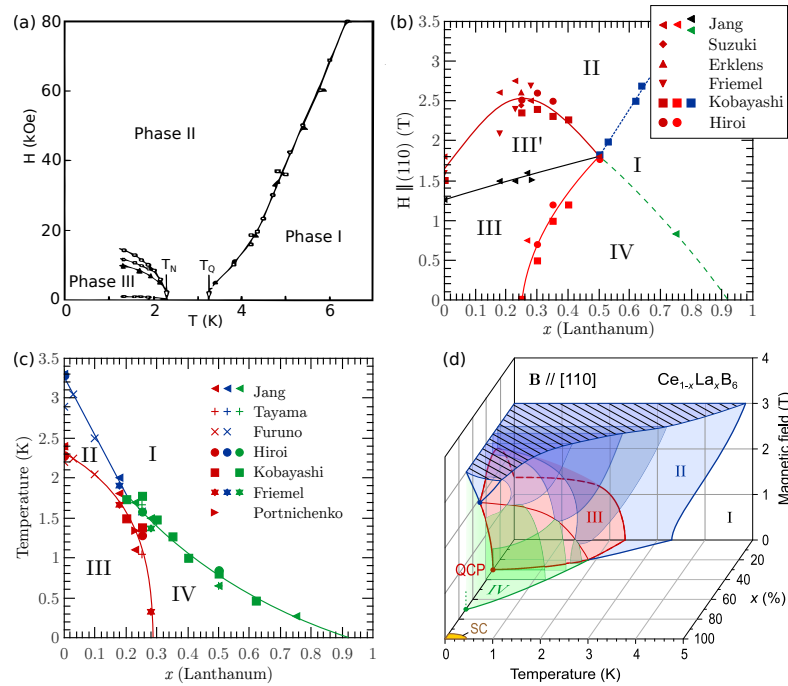 (a)
80
60
40
20
0
H (kOe)
Phase II
Phase I
Phase III
T_N
T_Q
0 2 4 6
T (K)
(b)
3.5
3
2.5
2
1.5
1
0.5
0
H ∥ (110) (T)
II
III'
I
III
IV
0 0.1 0.2 0.3 0.4 0.5 0.6 0.7 0.8 0.9 1
x (Lanthanum)
Jang
Suzuki
Erklens
Friemel
Kobayashi
Hiroi
(c)
3.5
3
2.5
2
1.5
1
0.5
0
Temperature (K)
II
I
III
IV
0 0.1 0.2 0.3 0.4 0.5 0.6 0.7 0.8 0.9 1
x (Lanthanum)
Jang
Tayama
Furuno
Hiroi
Kobayashi
Friemel
Portnichenko
(d)
B // [110]
Ce1-xLaxB6
4
3
2
1
0
Magnetic field (T)
II
I
III
QCP
IV
SC
20
40
60
80
100
x (%)
0 1 2 3 4 5
Temperature (K)